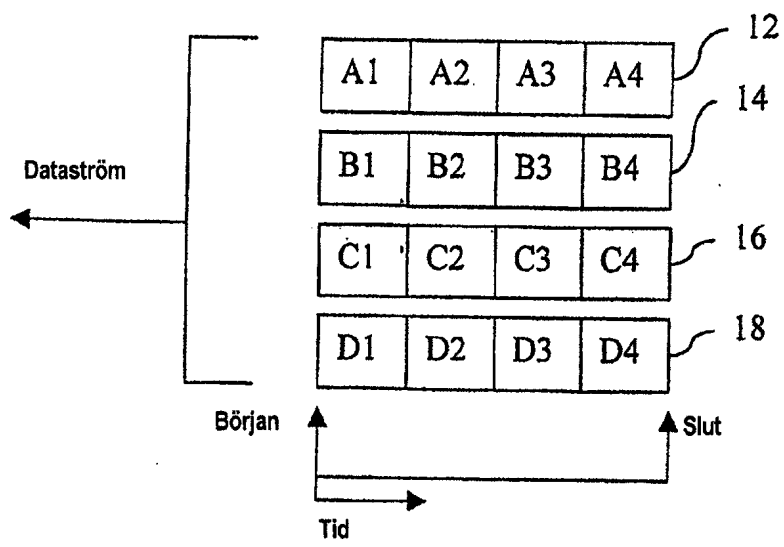 A1 A2 A3 A4 12
14
B1 B2 B3 B4
Dataström
C1 C2 C3 C4 16
D1 D2 D3 D4 18
Början Slut
Tid